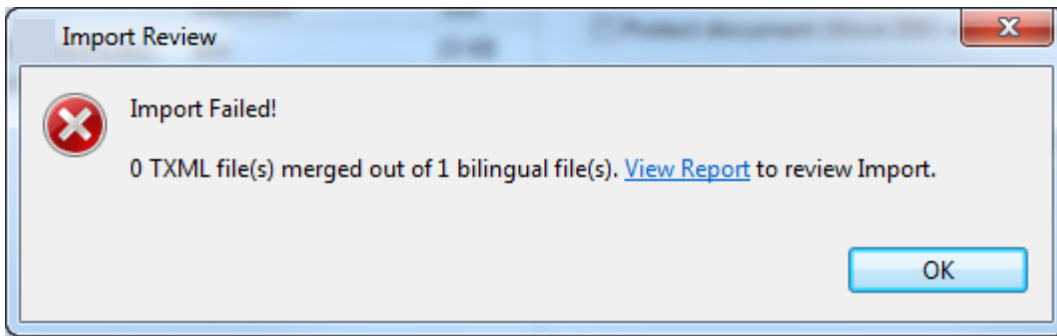 Import Review
Import Failed!
0 TXML file(s) merged out of 1 bilingual file(s). View Report to review Import.
OK